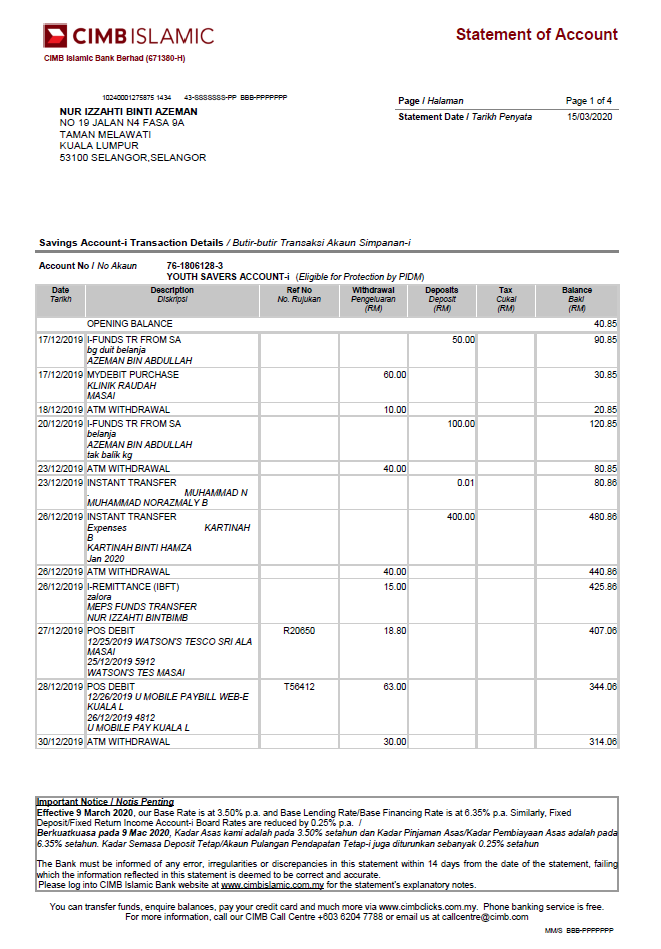 CIMB ISLAMIC
Statement of Account
CIMB Islamic Bank Berhad (671380-H)
10240001275875 1434 43-SSSSSSS-PP BBB-PPPPPPP
NUR IZZAHTI BINTI AZEMAN
NO 19 JALAN N4 FASA 9A
TAMAN MELAWATI
KUALA LUMPUR
53100 SELANGOR,SELANGOR
Page / Halaman Page 1 of 4
Statement Date / Tarikh Penyata 15/03/2020
Savings Account-i Transaction Details / Butir-butir Transaksi Akaun Simpanan-i
Account No / No Akaun 76-1806128-3
YOUTH SAVERS ACCOUNT-i (Eligible for Protection by PIDM)
Date Description Ref No Withdrawal Deposits Tax Balance
Tarikh Diskripsi No. Rujukan Pengeluaran Deposit Cukai Baki
(RM) (RM) (RM) (RM)
OPENING BALANCE 40.85
17/12/2019 I-FUNDS TR FROM SA 50.00 90.85
bg duit belanja
AZEMAN BIN ABDULLAH
17/12/2019 MYDEBIT PURCHASE 60.00 30.85
KLINIK RAUDAH
MASAI
18/12/2019 ATM WITHDRAWAL 10.00 20.85
20/12/2019 I-FUNDS TR FROM SA 100.00 120.85
belanja
AZEMAN BIN ABDULLAH
tak balik kg
23/12/2019 ATM WITHDRAWAL 40.00 80.85
23/12/2019 INSTANT TRANSFER 0.01 80.86
. MUHAMMAD N
MUHAMMAD NORAZMALY B
26/12/2019 INSTANT TRANSFER 400.00 480.86
Expenses KARTINAH
B
KARTINAH BINTI HAMZA
Jan 2020
26/12/2019 ATM WITHDRAWAL 40.00 440.86
26/12/2019 I-REMITTANCE (IBFT) 15.00 425.86
zalora
MEPS FUNDS TRANSFER
NUR IZZAHTI BINTBIMB
27/12/2019 POS DEBIT R20650 18.80 407.06
12/25/2019 WATSON'S TESCO SRI ALA
MASAI
25/12/2019 5912
WATSON'S TES MASAI
28/12/2019 POS DEBIT T56412 63.00 344.06
12/26/2019 U MOBILE PAYBILL WEB-E
KUALA L
26/12/2019 4812
U MOBILE PAY KUALA L
30/12/2019 ATM WITHDRAWAL 30.00 314.06
Important Notice / Notis Penting
Effective 9 March 2020, our Base Rate is at 3.50% p.a. and Base Lending Rate/Base Financing Rate is at 6.35% p.a. Similarly, Fixed
Deposit/Fixed Return Income Account-i Board Rates are reduced by 0.25% p.a. /
Berkuatkuasa pada 9 Mac 2020, Kadar Asas kami adalah pada 3.50% setahun dan Kadar Pinjaman Asas/Kadar Pembiayaan Asas adalah pada
6.35% setahun. Kadar Semasa Deposit Tetap/Akaun Pulangan Pendapatan Tetap-i juga diturunkan sebanyak 0.25% setahun
The Bank must be informed of any error, irregularities or discrepancies in this statement within 14 days from the date of the statement, failing
which the information reflected in this statement is deemed to be correct and accurate.
Please log into CIMB Islamic Bank website at www.cimbislamic.com.my for the statement's explanatory notes.
You can transfer funds, enquire balances, pay your credit card and much more via www.cimbclicks.com.my. Phone banking service is free.
For more information, call our CIMB Call Centre +603 6204 7788 or email us at callcentre@cimb.com
MM/S BBB-PPPPPPP